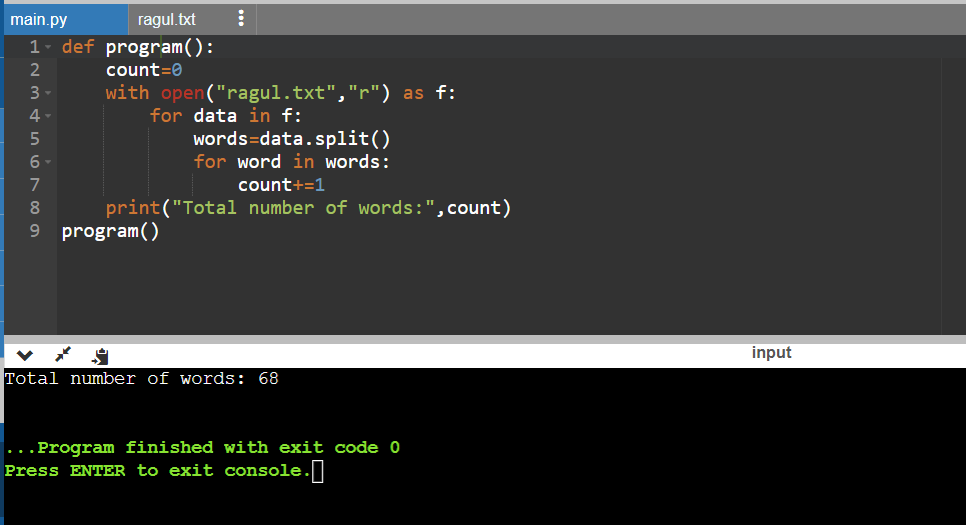 main.py ragul.txt
1 def program():
2     count=0
3     with open("ragul.txt","r") as f:
4         for data in f:
5             words=data.split()
6             for word in words:
7                 count+=1
8     print("Total number of words:",count)
9 program()
input
Total number of words: 68
...Program finished with exit code 0
Press ENTER to exit console.